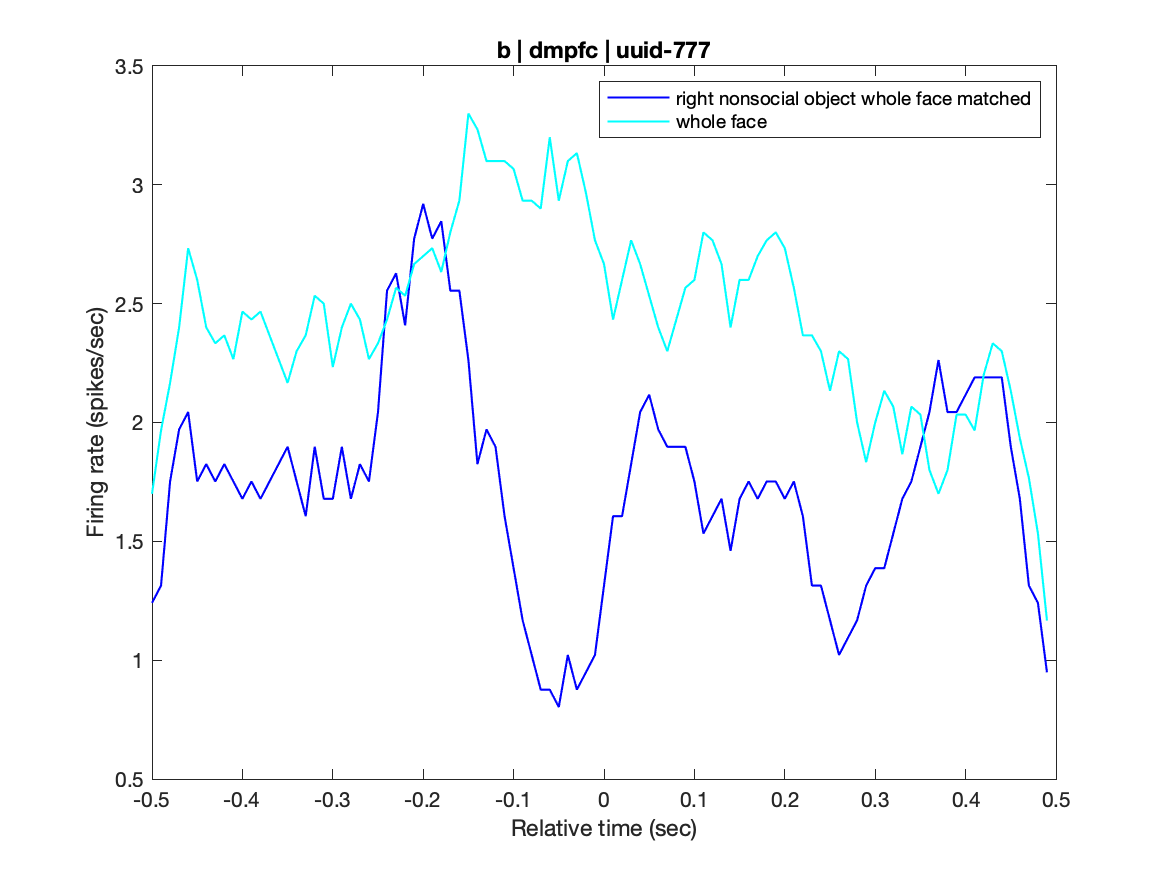 b | dmpfc | uuid-777
3.5
right nonsocial object whole face matched
whole face
3
2.5
2
1.5
1
0.5
Firing rate (spikes/sec)
-0.5 -0.4 -0.3 -0.2 -0.1 0 0.1 0.2 0.3 0.4 0.5
Relative time (sec)